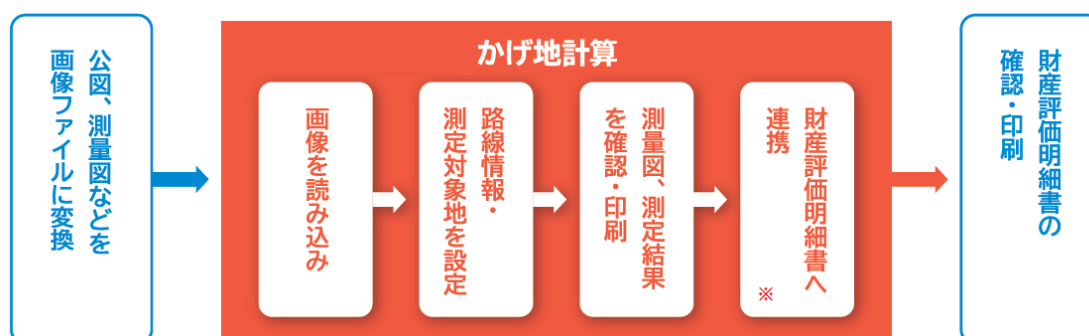 公図、測量図などを
画像ファイルに変換
かげ地計算
画像を読み込み
路線情報・
測定対象地を設定
測量図、測定結果
を確認・印刷
財産評価明細書へ
連携
※
財産評価明細書の
確認・印刷